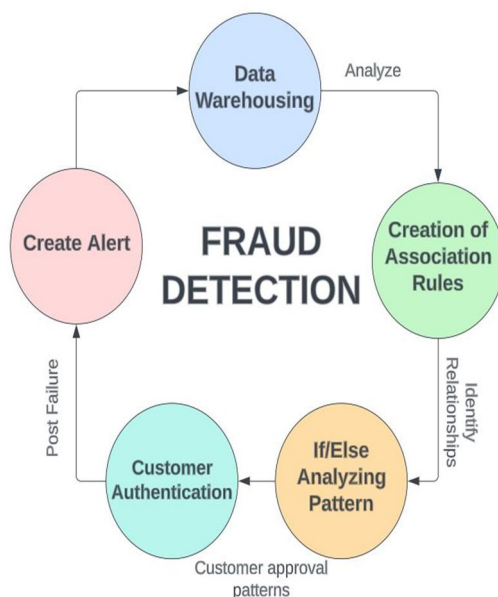 Data
Warehousing
Analyze
Creation of
Association
Rules
Create Alert
FRAUD
DETECTION
Identify
Relationships
Post Failure
If/Else
Analyzing
Pattern
Customer
Authentication
Customer approval
patterns